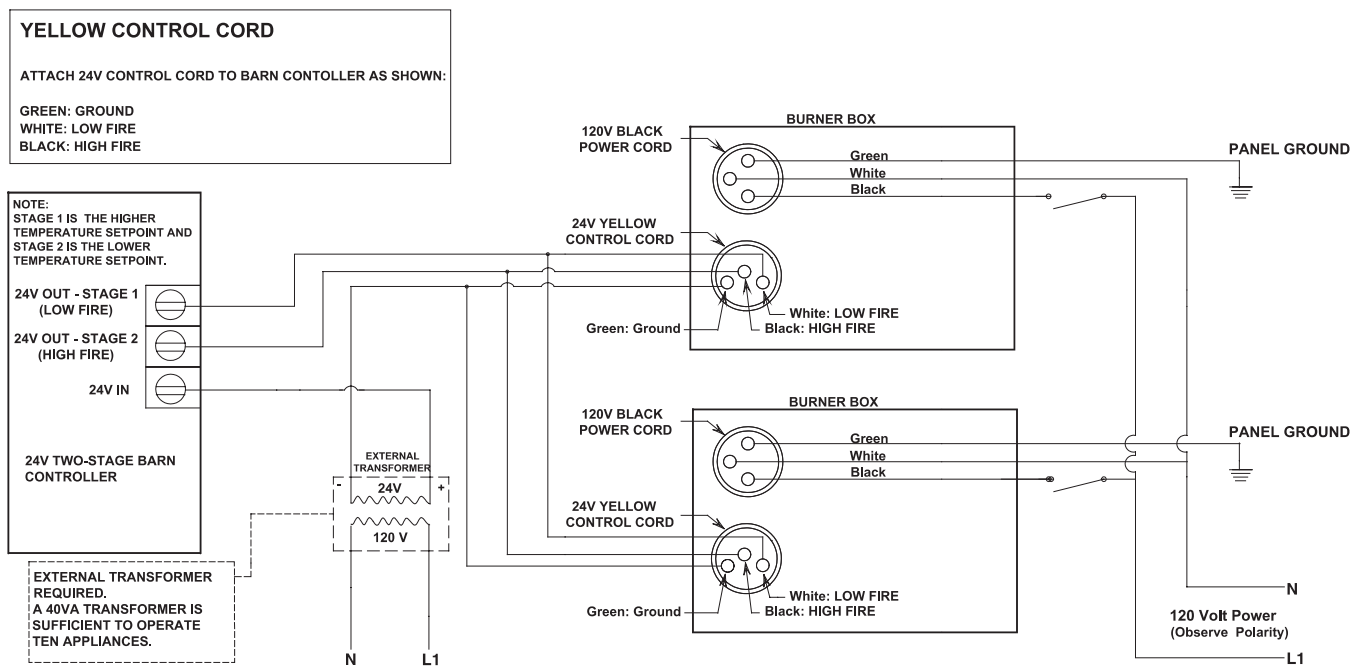 YELLOW CONTROL CORD
ATTACH 24V CONTROL CORD TO BARN CONTOLLER AS SHOWN:
GREEN: GROUND
WHITE: LOW FIRE
BLACK: HIGH FIRE
NOTE:
STAGE 1 IS THE HIGHER
TEMPERATURE SETPOINT AND
STAGE 2 IS THE LOWER
TEMPERATURE SETPOINT.
24V OUT - STAGE 1
(LOW FIRE)
24V OUT - STAGE 2
(HIGH FIRE)
24V IN
24V TWO-STAGE BARN
CONTROLLER
EXTERNAL
TRANSFORMER
- 24V +
120 V
EXTERNAL TRANSFORMER
REQUIRED.
A 40VA TRANSFORMER IS
SUFFICIENT TO OPERATE
TEN APPLIANCES.
N L1
BURNER BOX
120V BLACK
POWER CORD
Green
White
Black
PANEL GROUND
24V YELLOW
CONTROL CORD
White: LOW FIRE
Green: Ground
Black: HIGH FIRE
BURNER BOX
120V BLACK
POWER CORD
Green
White
Black
PANEL GROUND
24V YELLOW
CONTROL CORD
White: LOW FIRE
Green: Ground
Black: HIGH FIRE
N
120 Volt Power
(Observe Polarity)
L1